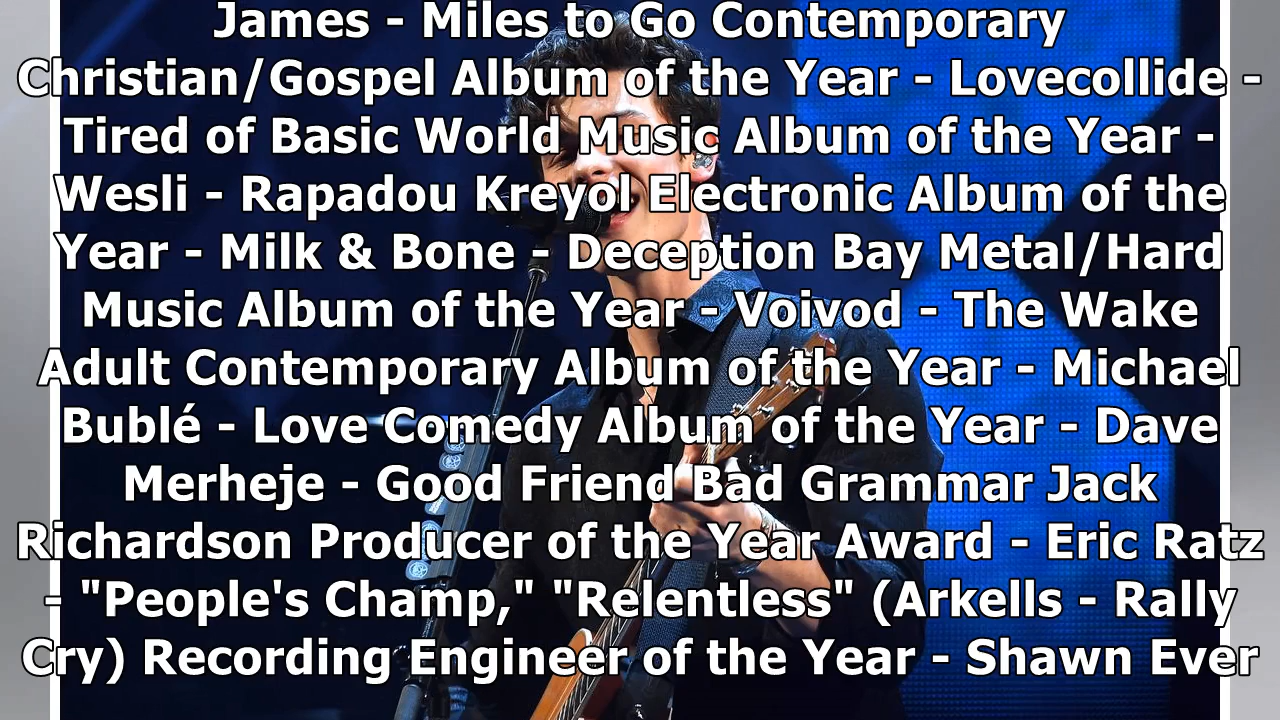 James - Miles to Go Contemporary
Christian/Gospel Album of the Year - Lovecollide -
Tired of Basic World Music Album of the Year -
Wesli - Rapadou Kreyol Electronic Album of the
Year - Milk & Bone - Deception Bay Metal/Hard
Music Album of the Year - Voivod - The Wake
Adult Contemporary Album of the Year - Michael
Bublé - Love Comedy Album of the Year - Dave
Merheje - Good Friend Bad Grammar Jack
Richardson Producer of the Year Award - Eric Ratz
- "People's Champ," "Relentless" (Arkells - Rally
Cry) Recording Engineer of the Year - Shawn Ever